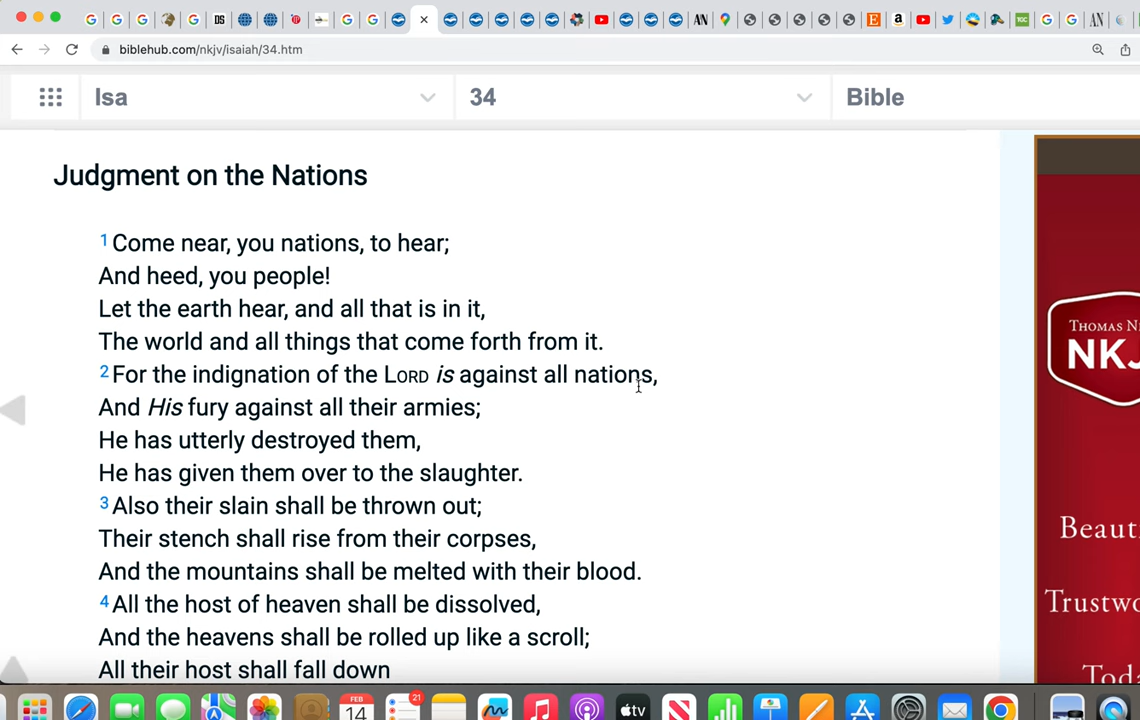 biblehub.com/nkjv/isaiah/34.htm
Isa 34 Bible
Judgment on the Nations
1 Come near, you nations, to hear;
And heed, you people!
Let the earth hear, and all that is in it,
The world and all things that come forth from it.
2 For the indignation of the LORD is against all nations,
And His fury against all their armies;
He has utterly destroyed them,
He has given them over to the slaughter.
3 Also their slain shall be thrown out;
Their stench shall rise from their corpses,
And the mountains shall be melted with their blood.
4 All the host of heaven shall be dissolved,
And the heavens shall be rolled up like a scroll;
All their host shall fall down
THOMAS N
NKJ
Beaut
Trustwo
Tod
FEB
14
21
tv